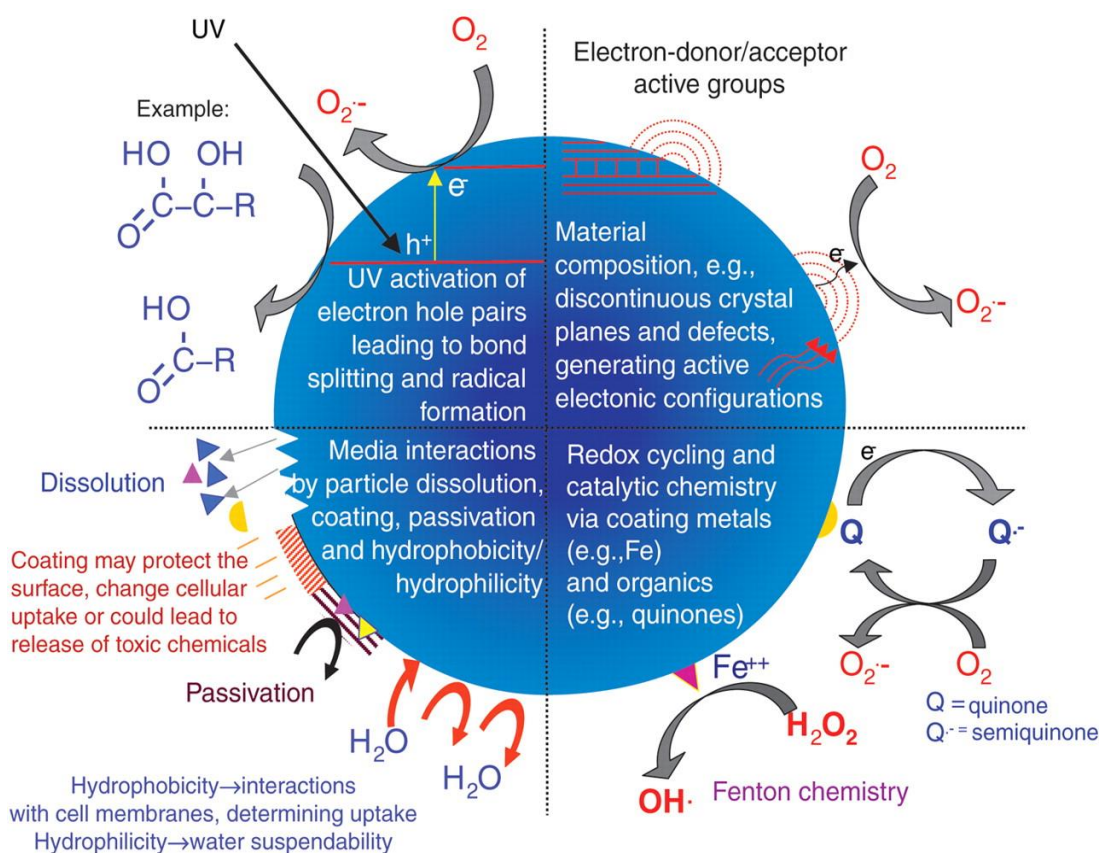 UV
O₂
O₂·-
Example:
HO OH
C–C–R
O
HO
C–R
O
e-
h+
UV activation of
electron hole pairs
leading to bond
splitting and radical
formation
Electron-donor/acceptor
active groups
O₂
e-
O₂·-
Material
composition, e.g.,
discontinuous crystal
planes and defects,
generating active
electonic configurations
Dissolution
Coating may protect the
surface, change cellular
uptake or could lead to
release of toxic chemicals
Passivation
H₂O
H₂O
Hydrophobicity→interactions
with cell membranes, determining uptake
Hydrophilicity→water suspendability
Media interactions
by particle dissolution,
coating, passivation
and hydrophobicity/
hydrophilicity
Redox cycling and
catalytic chemistry
via coating metals
(e.g.,Fe)
and organics
(e.g., quinones)
e-
Q Q·-
O₂·- O₂
Q = quinone
Q·- = semiquinone
Fe++
H₂O₂
OH·
Fenton chemistry